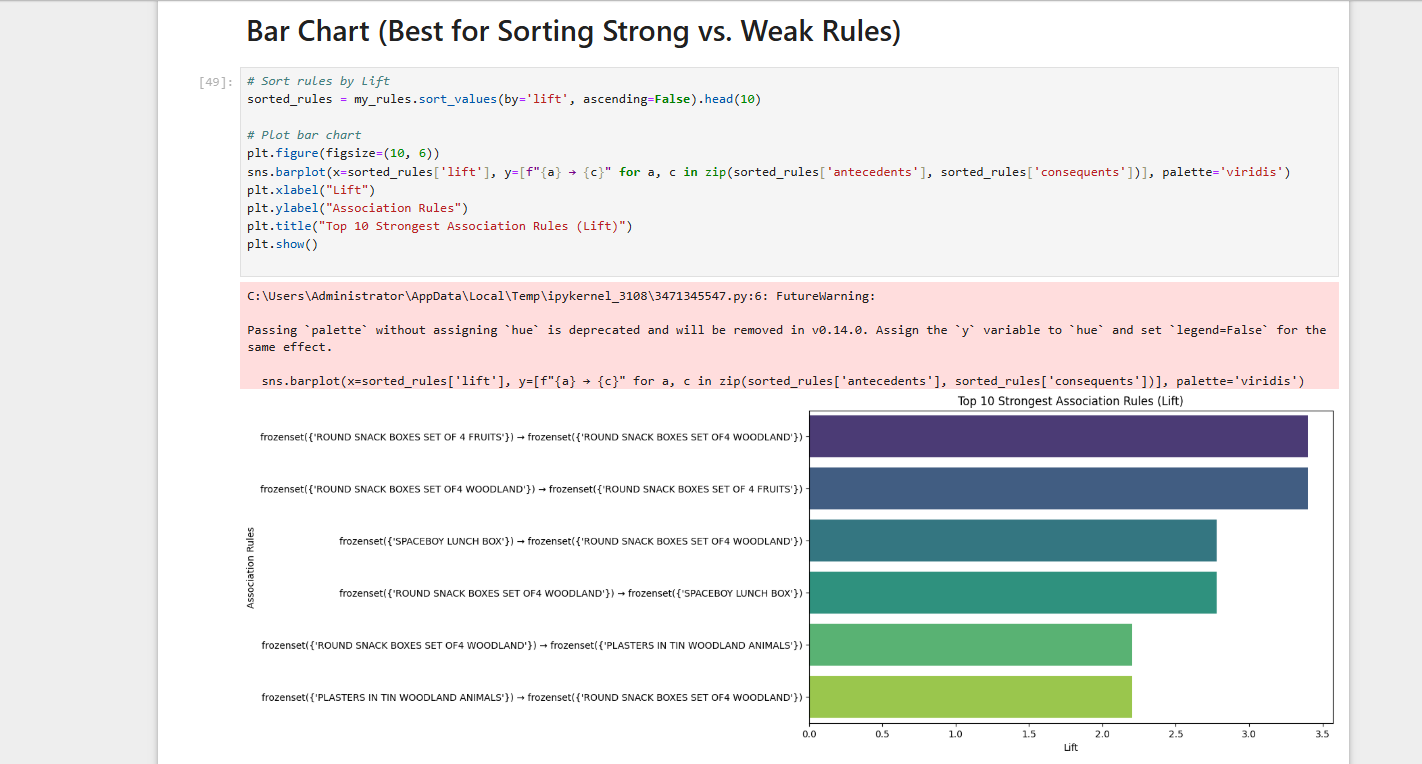 Bar Chart (Best for Sorting Strong vs. Weak Rules)
[49]:
# Sort rules by Lift
sorted_rules = my_rules.sort_values(by='lift', ascending=False).head(10)
# Plot bar chart
plt.figure(figsize=(10, 6))
sns.barplot(x=sorted_rules['lift'], y=[f"{a} → {c}" for a, c in zip(sorted_rules['antecedents'], sorted_rules['consequents'])], palette='viridis')
plt.xlabel("Lift")
plt.ylabel("Association Rules")
plt.title("Top 10 Strongest Association Rules (Lift)")
plt.show()
C:\Users\Administrator\AppData\Local\Temp\ipykernel_3108\3471345547.py:6: FutureWarning:
Passing `palette` without assigning `hue` is deprecated and will be removed in v0.14.0. Assign the `y` variable to `hue` and set `legend=False` for the
same effect.
sns.barplot(x=sorted_rules['lift'], y=[f"{a} → {c}" for a, c in zip(sorted_rules['antecedents'], sorted_rules['consequents'])], palette='viridis')
Top 10 Strongest Association Rules (Lift)
Association Rules
frozenset({'ROUND SNACK BOXES SET OF 4 FRUITS'}) → frozenset({'ROUND SNACK BOXES SET OF4 WOODLAND'})
frozenset({'ROUND SNACK BOXES SET OF4 WOODLAND'}) → frozenset({'ROUND SNACK BOXES SET OF 4 FRUITS'})
frozenset({'SPACEBOY LUNCH BOX'}) → frozenset({'ROUND SNACK BOXES SET OF4 WOODLAND'})
frozenset({'ROUND SNACK BOXES SET OF4 WOODLAND'}) → frozenset({'SPACEBOY LUNCH BOX'})
frozenset({'ROUND SNACK BOXES SET OF4 WOODLAND'}) → frozenset({'PLASTERS IN TIN WOODLAND ANIMALS'})
frozenset({'PLASTERS IN TIN WOODLAND ANIMALS'}) → frozenset({'ROUND SNACK BOXES SET OF4 WOODLAND'})
0.0 0.5 1.0 1.5 2.0 2.5 3.0 3.5
Lift